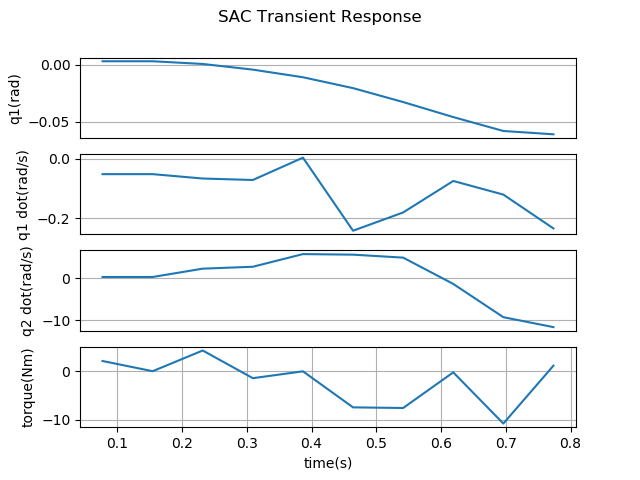 SAC Transient Response
q1(rad)
0.00
−0.05
q1 dot(rad/s)
0.0
−0.2
q2 dot(rad/s)
0
−10
torque(Nm)
0
−10
0.1 0.2 0.3 0.4 0.5 0.6 0.7 0.8
time(s)